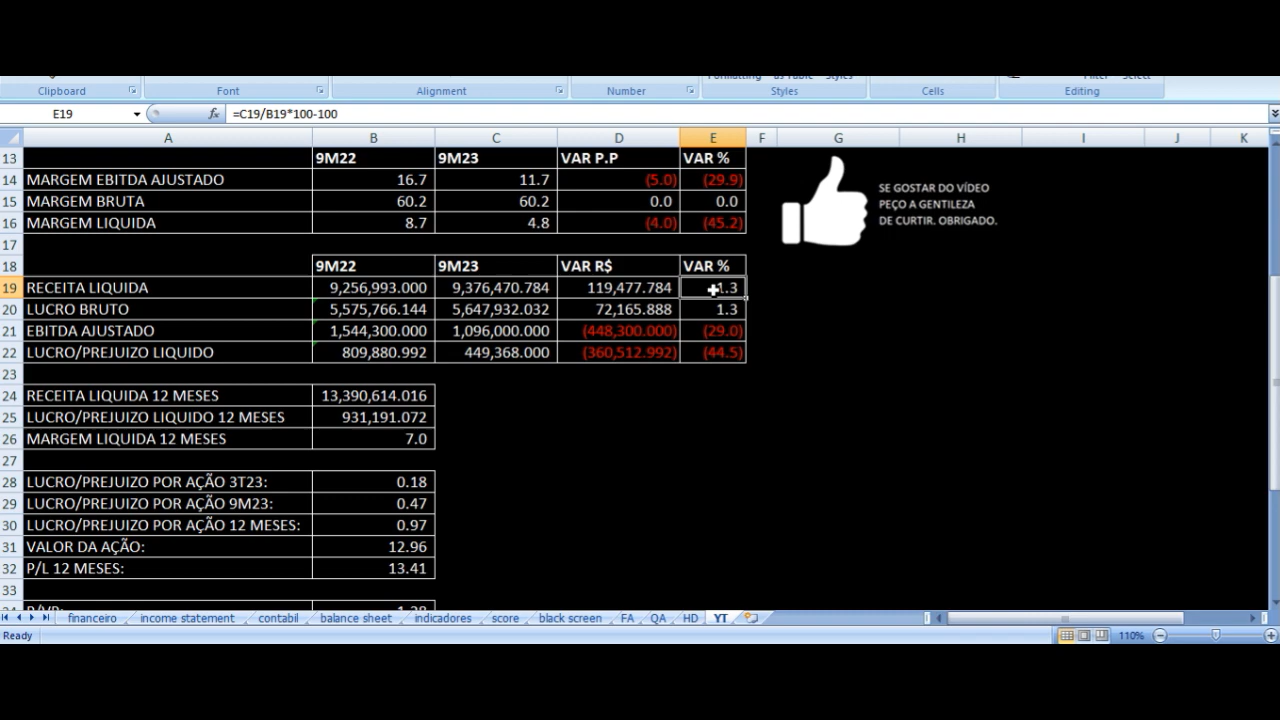 Clipboard Font Alignment Number Styles Cells Editing
E19 fx =C19/B19*100-100
A B C D E F G H I J K
13 9M22 9M23 VAR P.P VAR %
14 MARGEM EBITDA AJUSTADO 16.7 11.7 (5.0) (29.9)
15 MARGEM BRUTA 60.2 60.2 0.0 0.0
16 MARGEM LIQUIDA 8.7 4.8 (4.0) (45.2)
SE GOSTAR DO VÍDEO
PEÇO A GENTILEZA
DE CURTIR. OBRIGADO.
17
18 9M22 9M23 VAR R$ VAR %
19 RECEITA LIQUIDA 9,256,993.000 9,376,470.784 119,477.784 1.3
20 LUCRO BRUTO 5,575,766.144 5,647,932.032 72,165.888 1.3
21 EBITDA AJUSTADO 1,544,300.000 1,096,000.000 (448,300.000) (29.0)
22 LUCRO/PREJUIZO LIQUIDO 809,880.992 449,368.000 (360,512.992) (44.5)
23
24 RECEITA LIQUIDA 12 MESES 13,390,614.016
25 LUCRO/PREJUIZO LIQUIDO 12 MESES 931,191.072
26 MARGEM LIQUIDA 12 MESES 7.0
27
28 LUCRO/PREJUIZO POR AÇÃO 3T23: 0.18
29 LUCRO/PREJUIZO POR AÇÃO 9M23: 0.47
30 LUCRO/PREJUIZO POR AÇÃO 12 MESES: 0.97
31 VALOR DA AÇÃO: 12.96
32 P/L 12 MESES: 13.41
33
financeiro income statement contabil balance sheet indicadores score black screen FA QA HD YT
Ready 110%